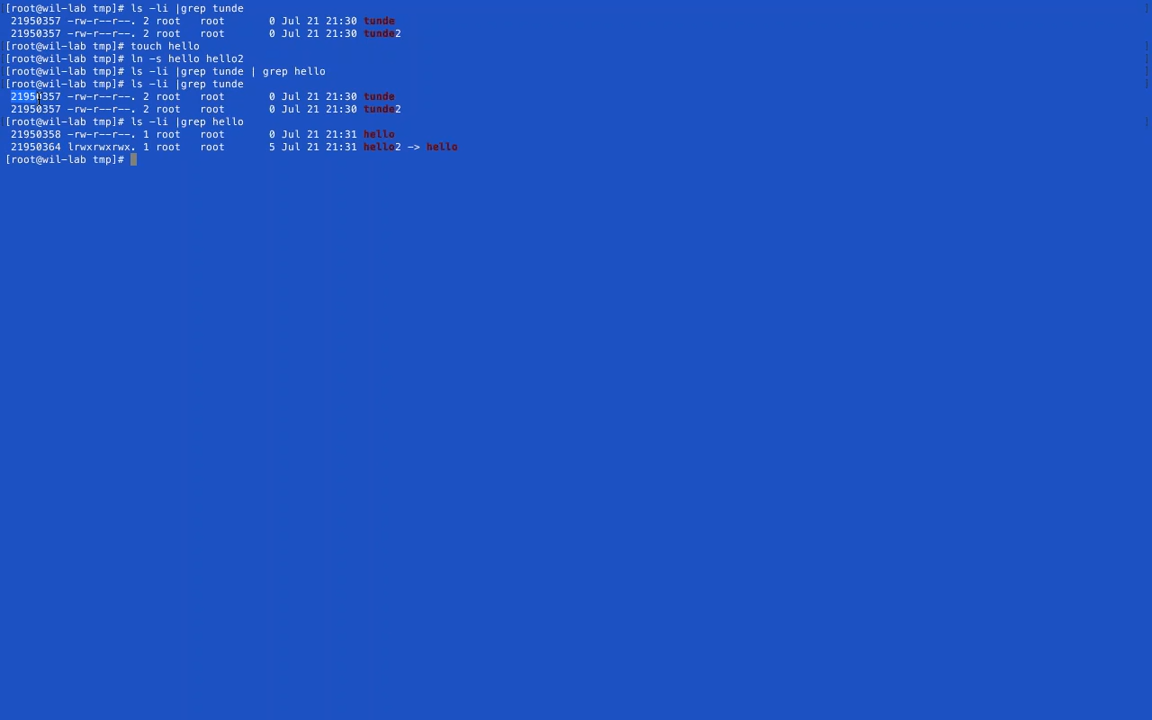 [root@wil-lab tmp]# ls -li |grep tunde
21950357 -rw-r--r--. 2 root   root       0 Jul 21 21:30 tunde
21950357 -rw-r--r--. 2 root   root       0 Jul 21 21:30 tunde2
[root@wil-lab tmp]# touch hello
[root@wil-lab tmp]# ln -s hello hello2
[root@wil-lab tmp]# ls -li |grep tunde | grep hello
[root@wil-lab tmp]# ls -li |grep tunde
21950357 -rw-r--r--. 2 root   root       0 Jul 21 21:30 tunde
21950357 -rw-r--r--. 2 root   root       0 Jul 21 21:30 tunde2
[root@wil-lab tmp]# ls -li |grep hello
21950358 -rw-r--r--. 1 root   root       0 Jul 21 21:31 hello
21950364 lrwxrwxrwx. 1 root   root       5 Jul 21 21:31 hello2 -> hello
[root@wil-lab tmp]#